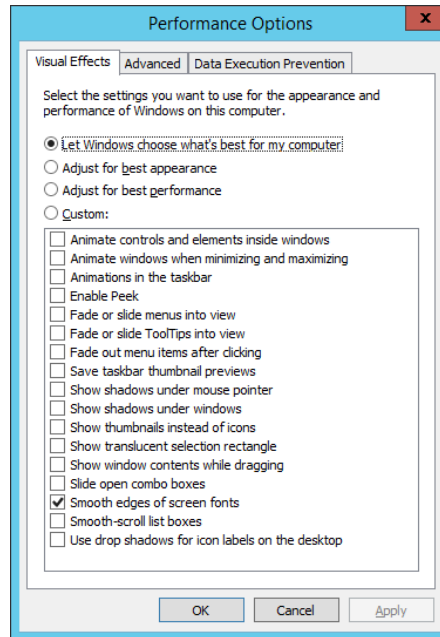 Performance Options
x
Visual Effects
Advanced
Data Execution Prevention
Select the settings you want to use for the appearance and
performance of Windows on this computer.
Let Windows choose what's best for my computer
Adjust for best appearance
Adjust for best performance
Custom:
Animate controls and elements inside windows
Animate windows when minimizing and maximizing
Animations in the taskbar
Enable Peek
Fade or slide menus into view
Fade or slide ToolTips into view
Fade out menu items after clicking
Save taskbar thumbnail previews
Show shadows under mouse pointer
Show shadows under windows
Show thumbnails instead of icons
Show translucent selection rectangle
Show window contents while dragging
Slide open combo boxes
Smooth edges of screen fonts
Smooth-scroll list boxes
Use drop shadows for icon labels on the desktop
OK
Cancel
Apply